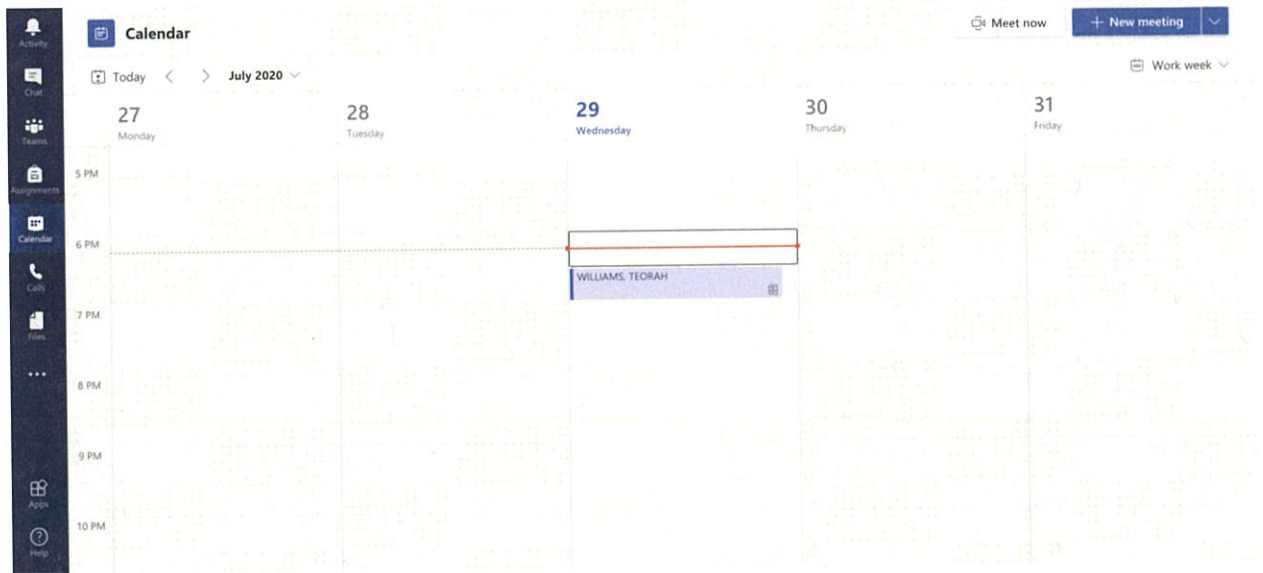 Activity
Chat
Teams
Assignments
Calendar
Calls
Files
Apps
Help
Calendar
Meet now
+ New meeting
Today
July 2020
Work week
27
Monday
28
Tuesday
29
Wednesday
30
Thursday
31
Friday
5 PM
6 PM
WILLIAMS, TEORAH
7 PM
8 PM
9 PM
10 PM